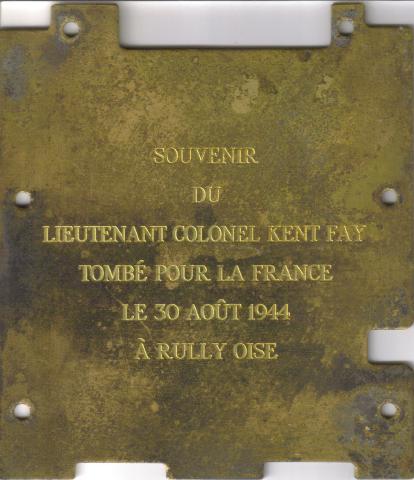 SOUVENIR
DU
LIEUTENANT COLONEL KENT FAY
TOMBÉ POUR LA FRANCE
LE 30 AOÛT 1944
À RULLY OISE